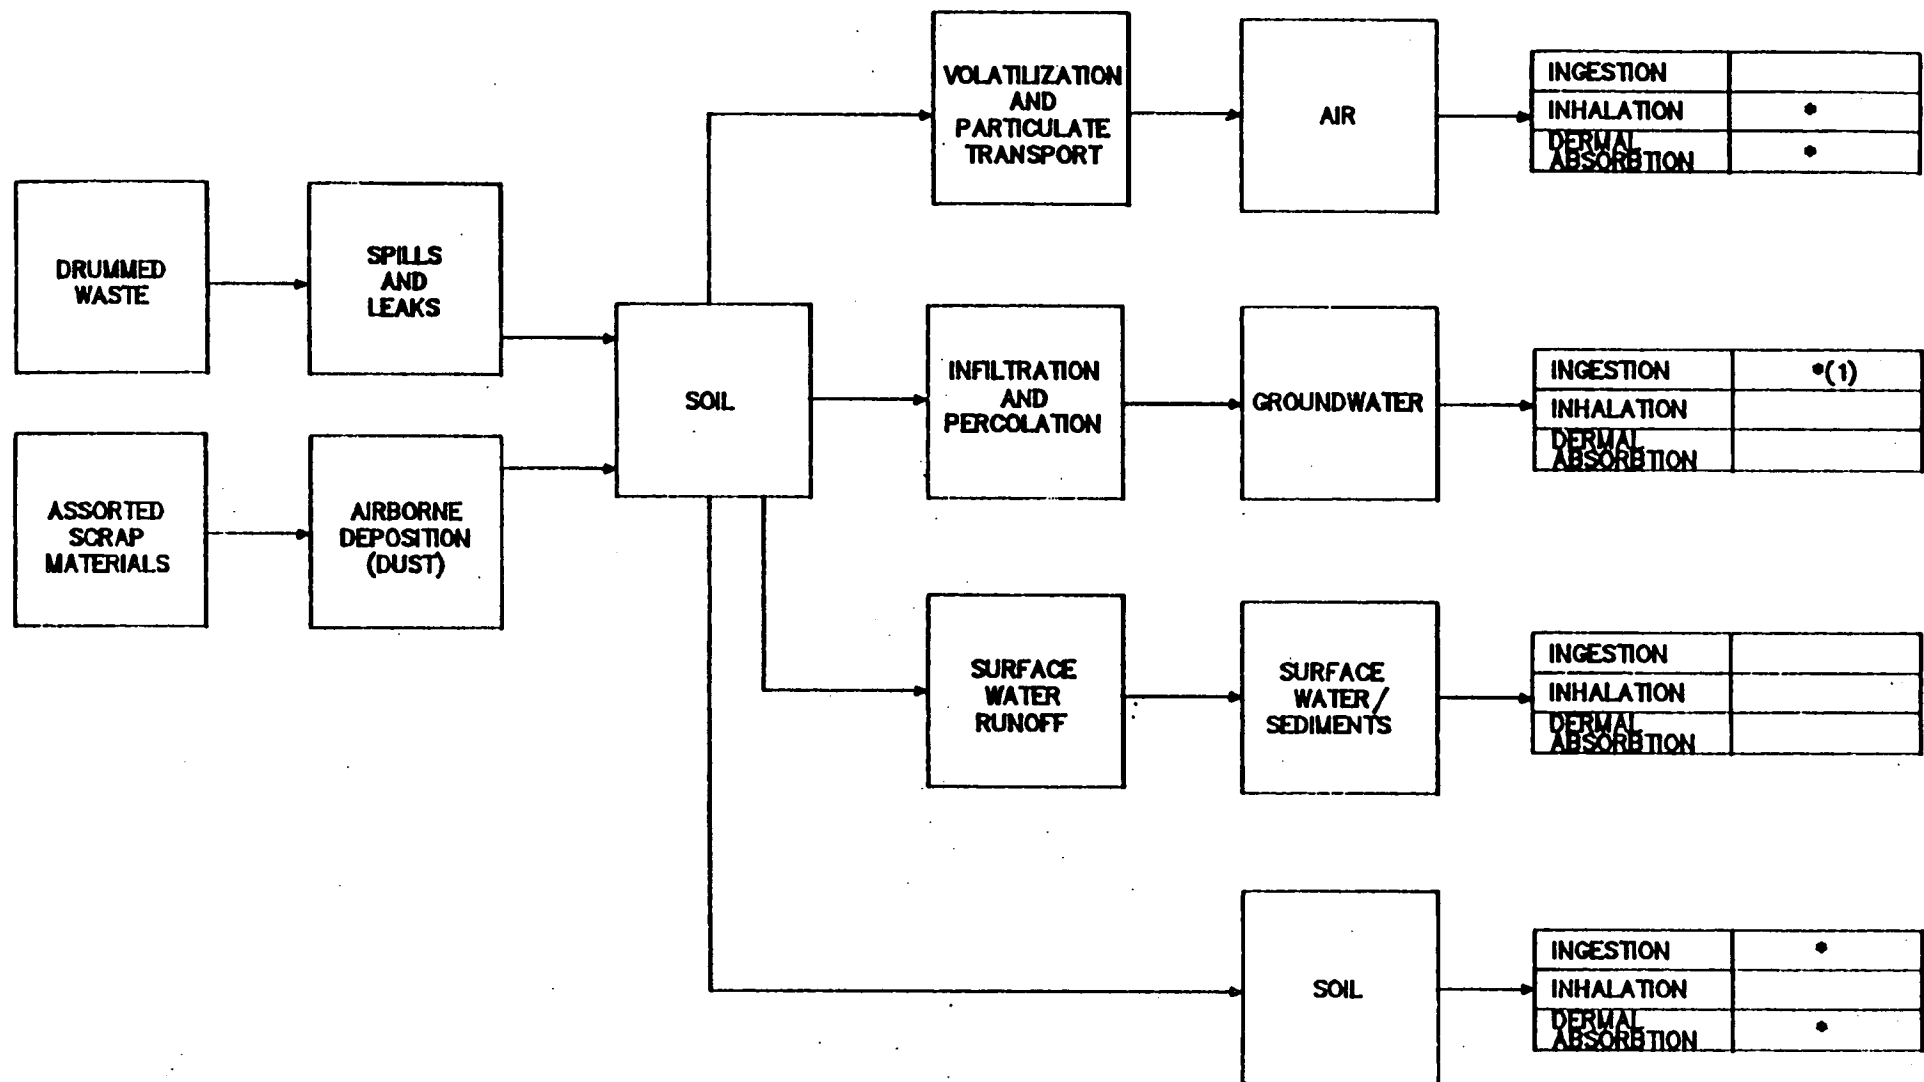 DRUMMED
WASTE
SPILLS
AND
LEAKS
ASSORTED
SCRAP
MATERIALS
AIRBORNE
DEPOSITION
(DUST)
SOIL
VOLATILIZATION
AND
PARTICULATE
TRANSPORT
AIR
INGESTION
INHALATION *
DERMAL
ABSORBTION *
INFILTRATION
AND
PERCOLATION
GROUNDWATER
INGESTION *(1)
INHALATION
DERMAL
ABSORBTION
SURFACE
WATER
RUNOFF
SURFACE
WATER/
SEDIMENTS
INGESTION
INHALATION
DERMAL
ABSORBTION
SOIL
INGESTION *
INHALATION
DERMAL
ABSORBTION *